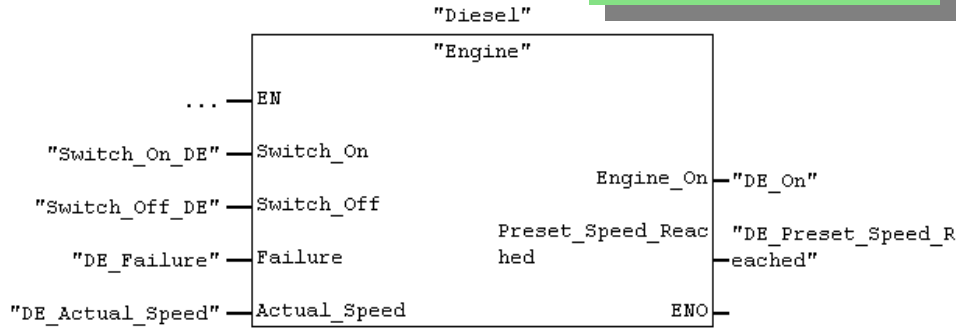 "Diesel"
"Engine"
... EN
"Switch_On_DE" Switch_On
Engine_On "DE_On"
"Switch_Off_DE" Switch_Off
Preset_Speed_Reac "DE_Preset_Speed_R
"DE_Failure" Failure hed eached"
"DE_Actual_Speed" Actual_Speed ENO